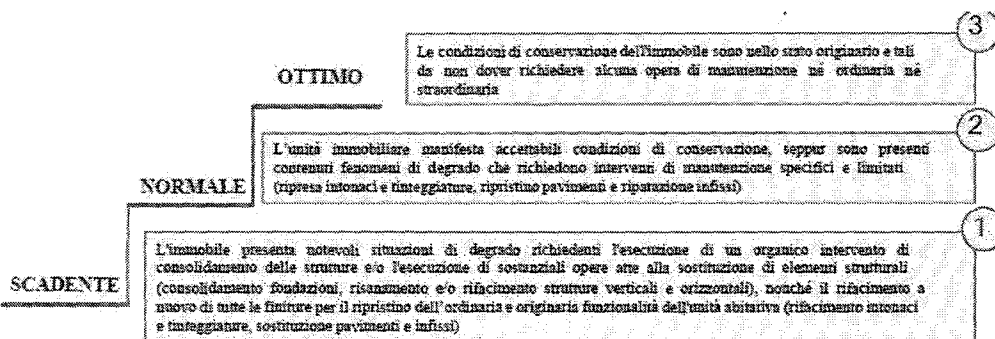 3
OTTIMO
Le condizioni di conservazione dell'immobile sono nello stato originario e tali
da non dover richiedere alcuna opera di manutenzione né ordinaria né
straordinaria
2
NORMALE
L'unità immobiliare manifesta accettabili condizioni di conservazione, seppur sono presenti
contenuti fenomeni di degrado che richiedono interventi di manutenzione specifici e limitati
(ripresa intonaci e tinteggiature, ripristino pavimenti e riparazione infissi)
1
SCADENTE
L'immobile presenta notevoli situazioni di degrado richiedenti l'esecuzione di un organico intervento di
consolidamento delle strutture e/o l'esecuzione di sostanziali opere atte alla sostituzione di elementi strutturali
(consolidamento fondazioni, risanamento e/o rifacimento strutture verticali e orizzontali), nonché il rifacimento a
nuovo di tutte le finiture per il ripristino dell'ordinaria e originaria funzionalità dell'unità abitativa (rifacimento intonaci
e tinteggiature, sostituzione pavimenti e infissi)